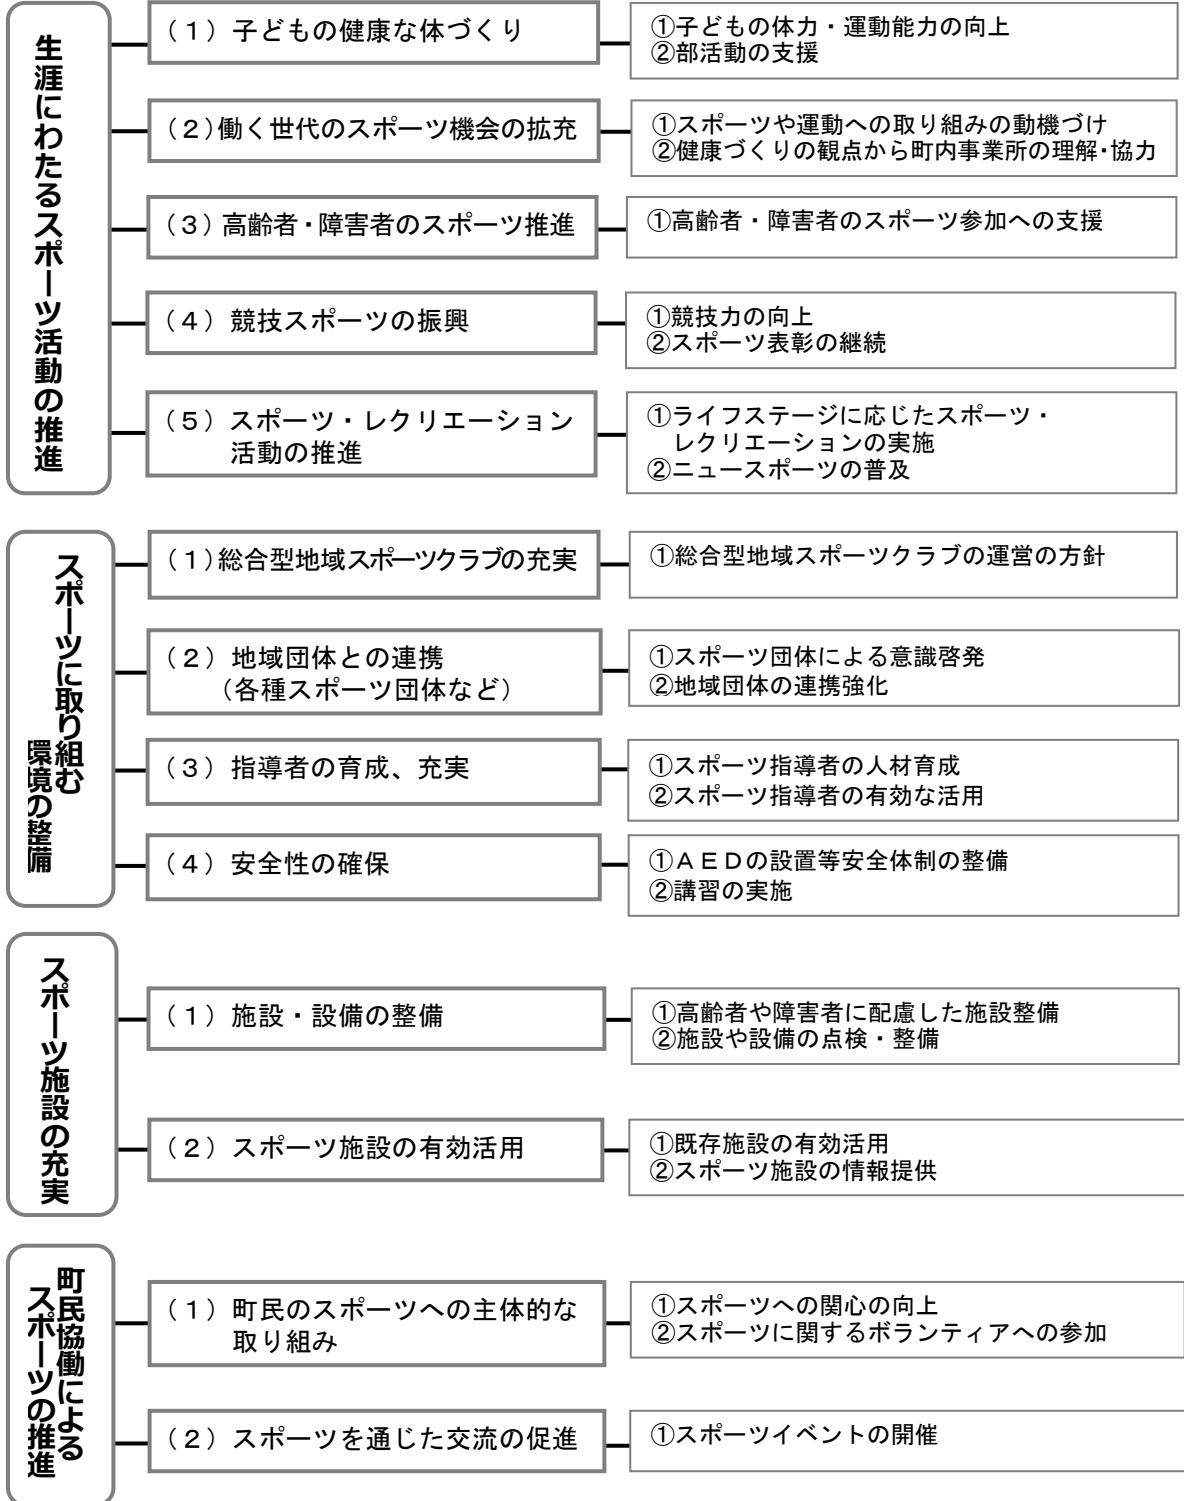 生涯にわたるスポーツ活動の推進
（１）子どもの健康な体づくり
①子どもの体力・運動能力の向上
②部活動の支援
（２）働く世代のスポーツ機会の拡充
①スポーツや運動への取り組みの動機づけ
②健康づくりの観点から町内事業所の理解・協力
（３）高齢者・障害者のスポーツ推進
①高齢者・障害者のスポーツ参加への支援
（４）競技スポーツの振興
①競技力の向上
②スポーツ表彰の継続
（５）スポーツ・レクリエーション
活動の推進
①ライフステージに応じたスポーツ・
レクリエーションの実施
②ニュースポーツの普及
スポーツに取り組む
環境の整備
（１）総合型地域スポーツクラブの充実
①総合型地域スポーツクラブの運営の方針
（２）地域団体との連携
（各種スポーツ団体など）
①スポーツ団体による意識啓発
②地域団体の連携強化
（３）指導者の育成、充実
①スポーツ指導者の人材育成
②スポーツ指導者の有効な活用
（４）安全性の確保
①ＡＥＤの設置等安全体制の整備
②講習の実施
スポーツ施設の充実
（１）施設・設備の整備
①高齢者や障害者に配慮した施設整備
②施設や設備の点検・整備
（２）スポーツ施設の有効活用
①既存施設の有効活用
②スポーツ施設の情報提供
町民協働による
スポーツの推進
（１）町民のスポーツへの主体的な
取り組み
①スポーツへの関心の向上
②スポーツに関するボランティアへの参加
（２）スポーツを通じた交流の促進
①スポーツイベントの開催